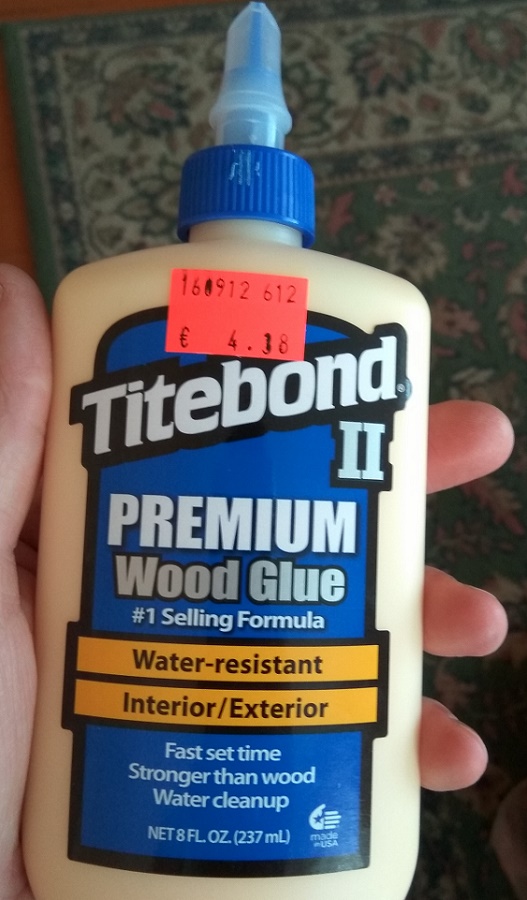 160912 612
€ 4.38
Titebond®
II
PREMIUM
Wood Glue
#1 Selling Formula
Water-resistant
Interior/Exterior
Fast set time
Stronger than wood
Water cleanup
NET 8 FL. OZ. (237 mL)
made
in USA